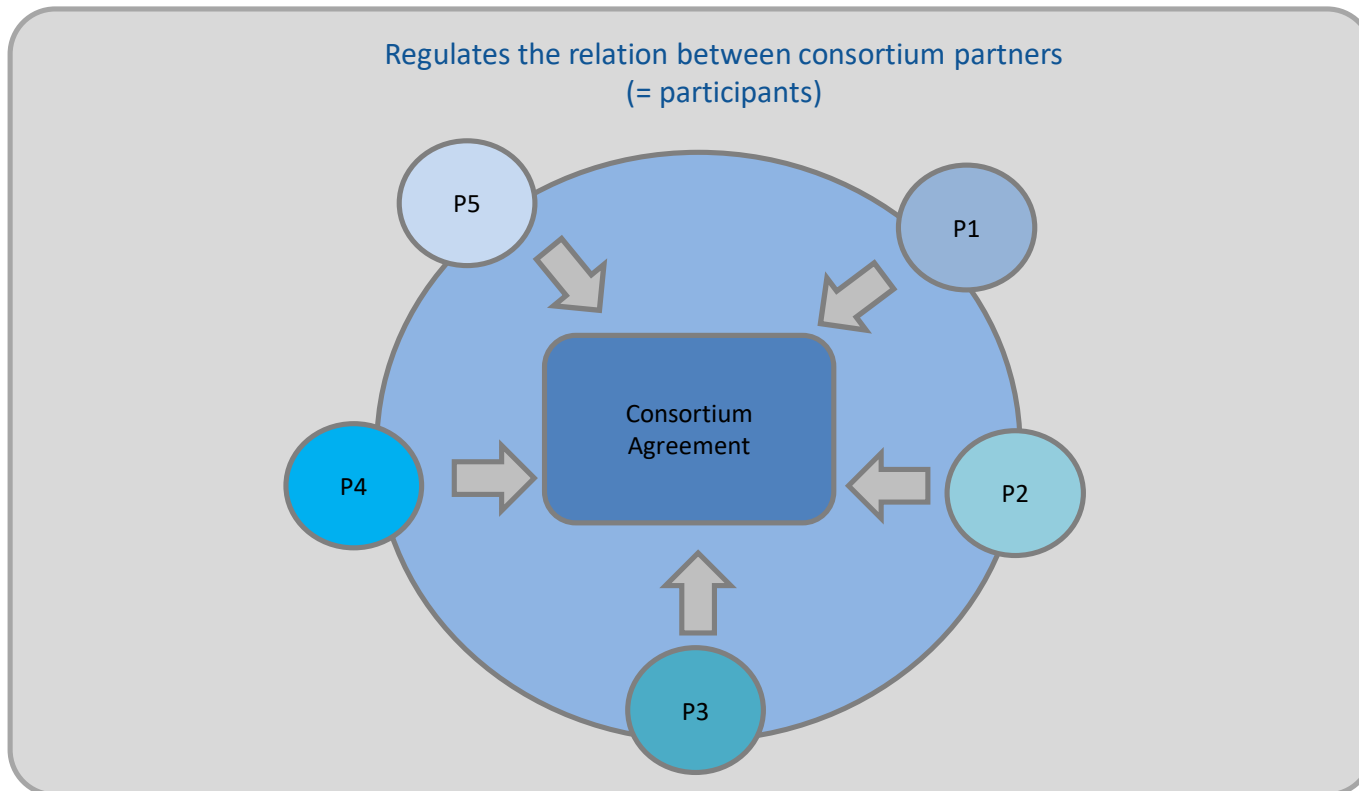 Regulates the relation between consortium partners
(= participants)
P5
P1
Consortium
Agreement
P4
P2
P3